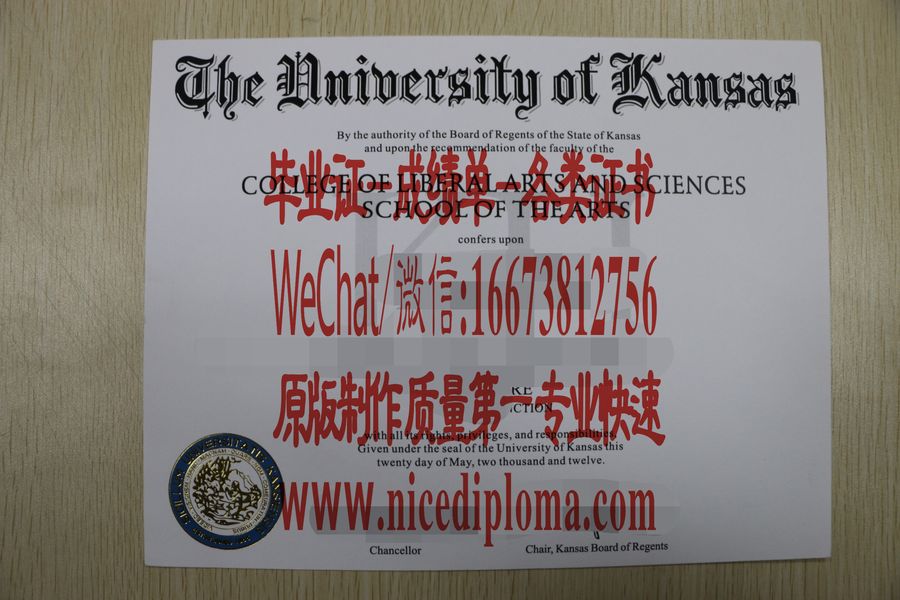 The University of Kansas
By the authority of the Board of Regents of the State of Kansas
and upon the recommendation of the faculty of the
毕业证—成绩单—各类证书
COLLEGE OF LIBERAL ARTS AND SCIENCES
SCHOOL OF THE ARTS
confers upon
WeChat/微信:16673812756
原版制作质量第一专业快速
RE
CTION
with all its rights, privileges, and responsibilities.
Given under the seal of the University of Kansas this
twenty day of May, two thousand and twelve.
www.nicediploma.com
Chancellor
Chair, Kansas Board of Regents